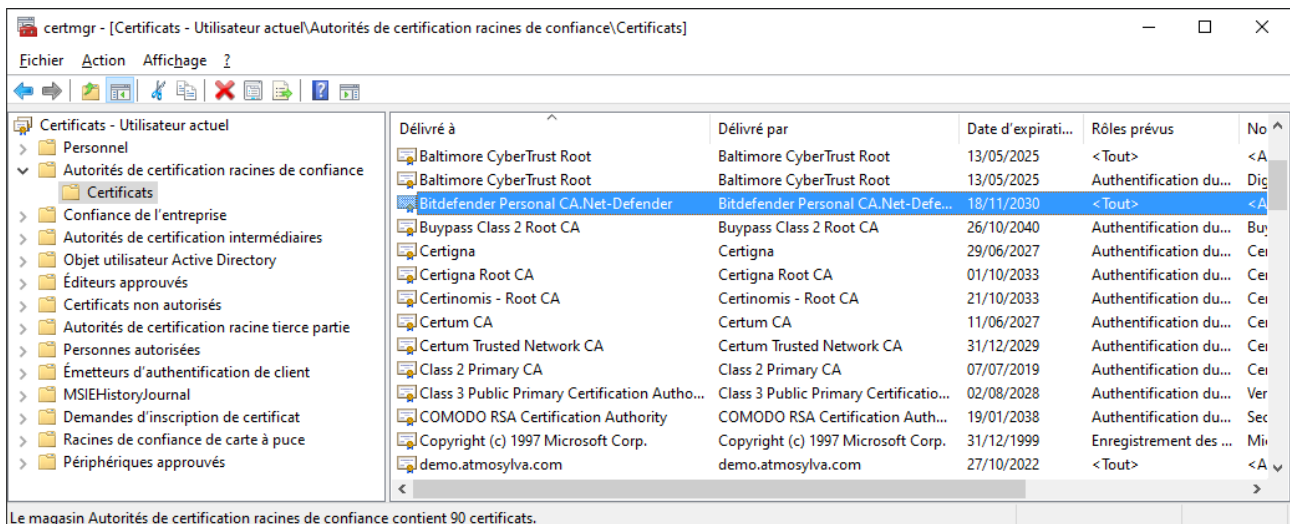 certmgr - [Certificats - Utilisateur actuel\Autorités de certification racines de confiance\Certificats]
Fichier Action Affichage ?
Certificats - Utilisateur actuel
Personnel
Autorités de certification racines de confiance
Certificats
Confiance de l'entreprise
Autorités de certification intermédiaires
Objet utilisateur Active Directory
Éditeurs approuvés
Certificats non autorisés
Autorités de certification racine tierce partie
Personnes autorisées
Émetteurs d'authentification de client
MSIEHistoryJournal
Demandes d'inscription de certificat
Racines de confiance de carte à puce
Périphériques approuvés
Délivré à Délivré par Date d'expirati... Rôles prévus No
Baltimore CyberTrust Root Baltimore CyberTrust Root 13/05/2025 <Tout> <A
Baltimore CyberTrust Root Baltimore CyberTrust Root 13/05/2025 Authentification du... Dig
Bitdefender Personal CA.Net-Defender Bitdefender Personal CA.Net-Defe... 18/11/2030 <Tout> <A
Buypass Class 2 Root CA Buypass Class 2 Root CA 26/10/2040 Authentification du... Buy
Certigna Certigna 29/06/2027 Authentification du... Cer
Certigna Root CA Certigna Root CA 01/10/2033 Authentification du... Cer
Certinomis - Root CA Certinomis - Root CA 21/10/2033 Authentification du... Cer
Certum CA Certum CA 11/06/2027 Authentification du... Cer
Certum Trusted Network CA Certum Trusted Network CA 31/12/2029 Authentification du... Cer
Class 2 Primary CA Class 2 Primary CA 07/07/2019 Authentification du... Cer
Class 3 Public Primary Certification Autho... Class 3 Public Primary Certificatio... 02/08/2028 Authentification du... Ver
COMODO RSA Certification Authority COMODO RSA Certification Auth... 19/01/2038 Authentification du... Sec
Copyright (c) 1997 Microsoft Corp. Copyright (c) 1997 Microsoft Corp. 31/12/1999 Enregistrement des ... Mi
demo.atmosylva.com demo.atmosylva.com 27/10/2022 <Tout> <A
Le magasin Autorités de certification racines de confiance contient 90 certificats.